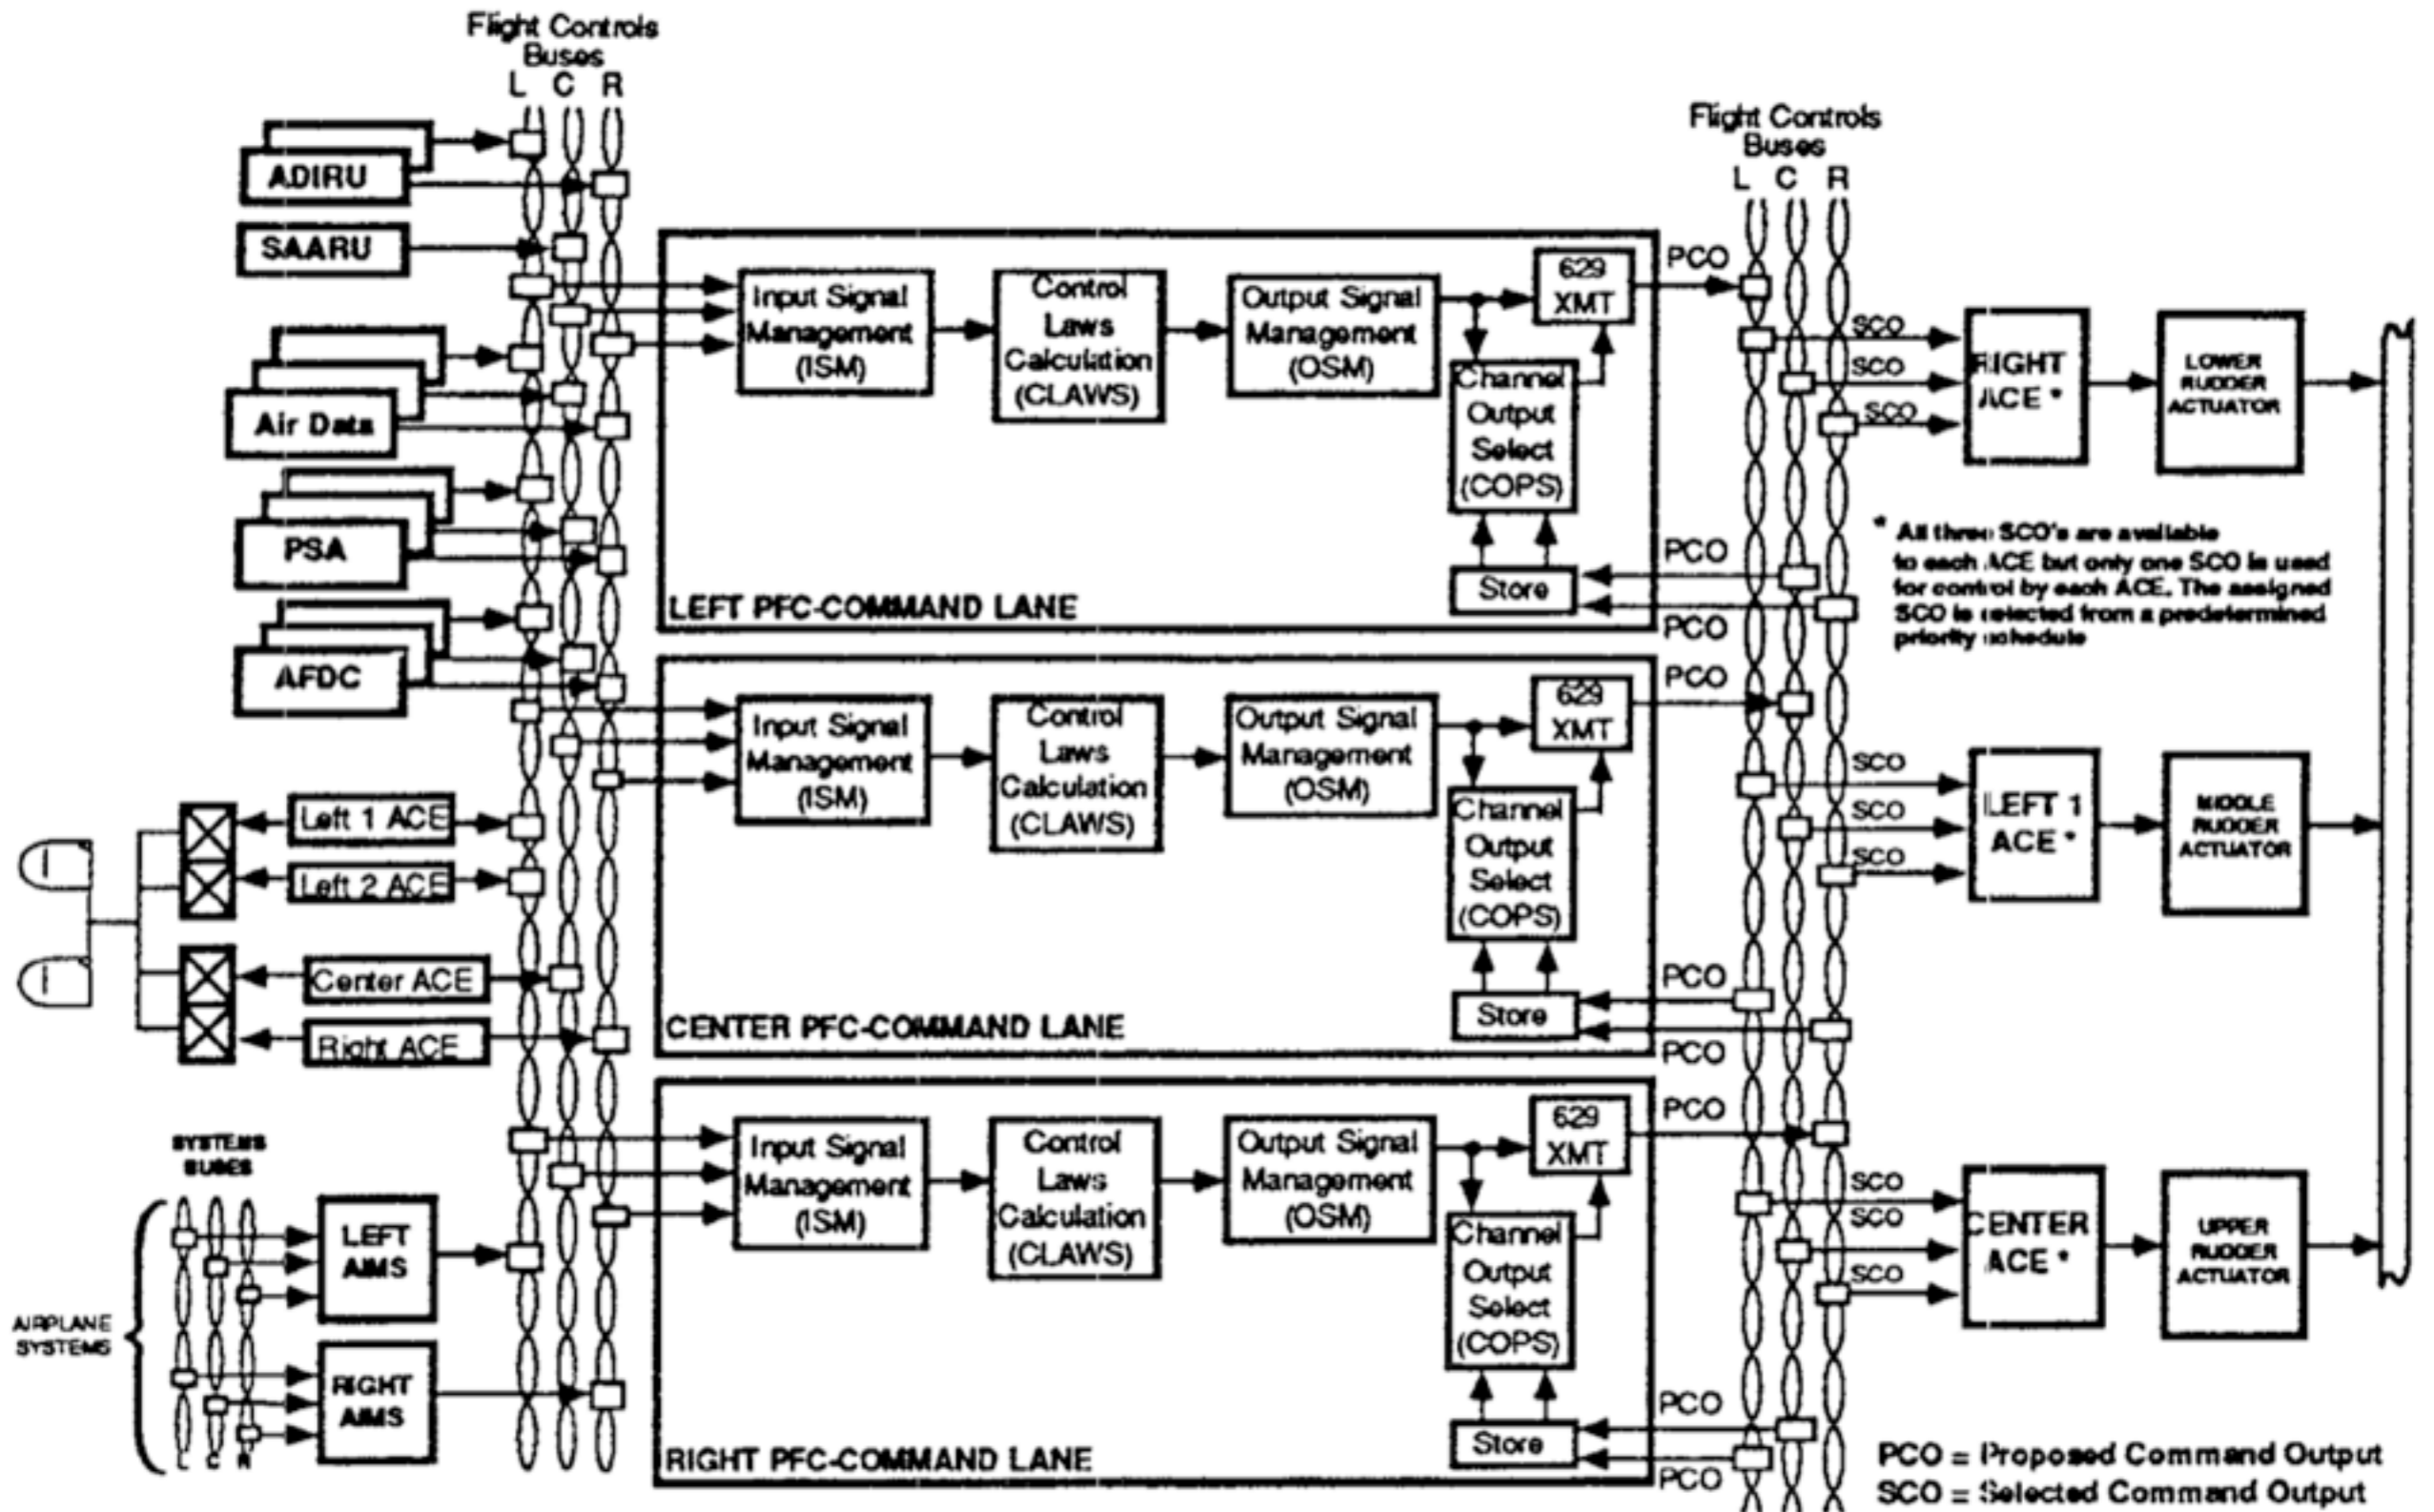 Flight Controls
Buses
L C R
ADIRU
SAARU
Air Data
PSA
AFDC
Left 1 ACE
Left 2 ACE
Center ACE
Right ACE
SYSTEMS
BUSES
AIRPLANE
SYSTEMS
L C R
LEFT
AIMS
RIGHT
AIMS
Input Signal
Management
(ISM)
Control
Laws
Calculation
(CLAWS)
Output Signal
Management
(OSM)
629
XMT
Channel
Output
Select
(COPS)
Store
LEFT PFC-COMMAND LANE
PCO
PCO
PCO
Input Signal
Management
(ISM)
Control
Laws
Calculation
(CLAWS)
Output Signal
Management
(OSM)
629
XMT
Channel
Output
Select
(COPS)
Store
CENTER PFC-COMMAND LANE
PCO
PCO
PCO
Input Signal
Management
(ISM)
Control
Laws
Calculation
(CLAWS)
Output Signal
Management
(OSM)
629
XMT
Channel
Output
Select
(COPS)
Store
RIGHT PFC-COMMAND LANE
PCO
PCO
PCO
Flight Controls
Buses
L C R
SCO
SCO
SCO
RIGHT
ACE *
LOWER
RUDDER
ACTUATOR
* All three SCO's are available
to each ACE but only one SCO is used
for control by each ACE. The assigned
SCO is selected from a predetermined
priority schedule
SCO
SCO
SCO
LEFT 1
ACE *
MIDDLE
RUDDER
ACTUATOR
SCO
SCO
SCO
CENTER
ACE *
UPPER
RUDDER
ACTUATOR
PCO = Proposed Command Output
SCO = Selected Command Output